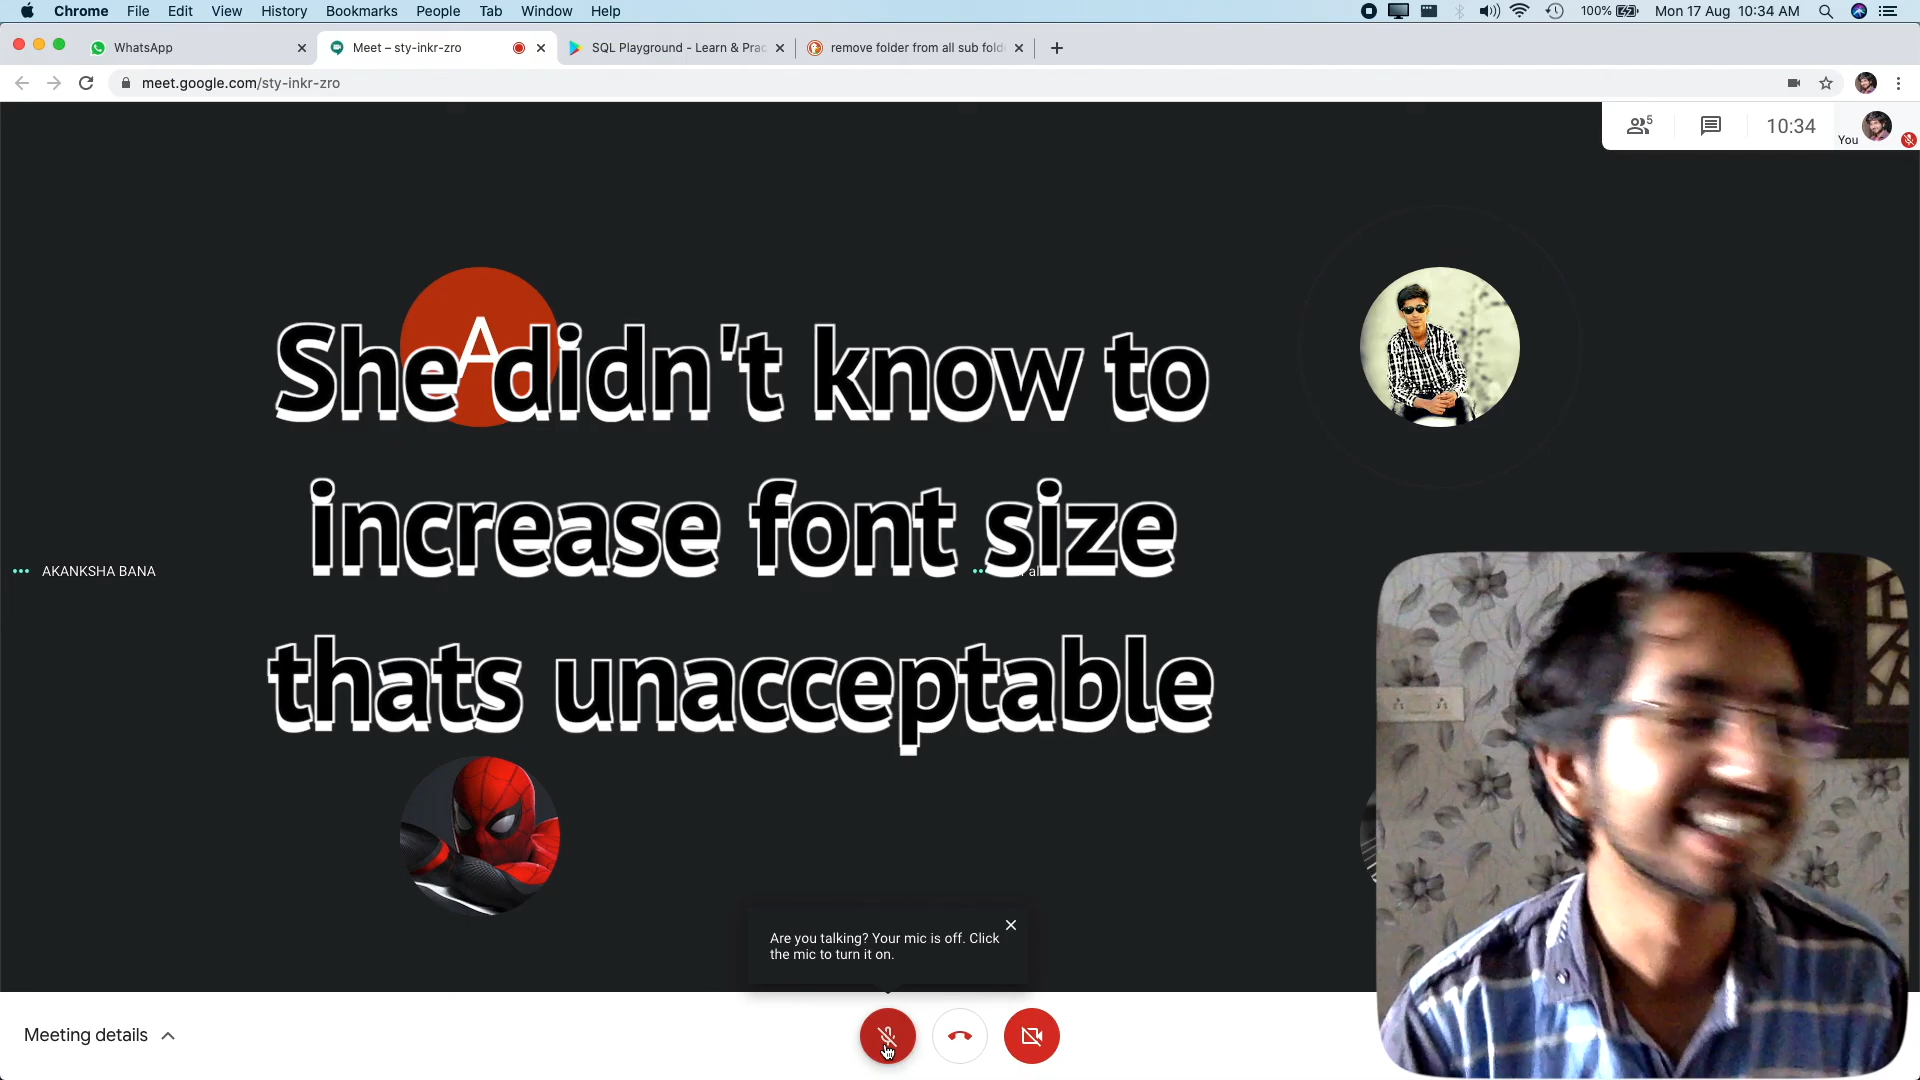 Chrome File Edit View History Bookmarks People Tab Window Help 100% Mon 17 Aug 10:34 AM
WhatsApp Meet – sty-inkr-zro SQL Playground - Learn & Prac remove folder from all sub fold
meet.google.com/sty-inkr-zro
5 10:34 You
A
She didn't know to
increase font size
thats unacceptable
AKANKSHA BANA
Are you talking? Your mic is off. Click
the mic to turn it on.
Meeting details